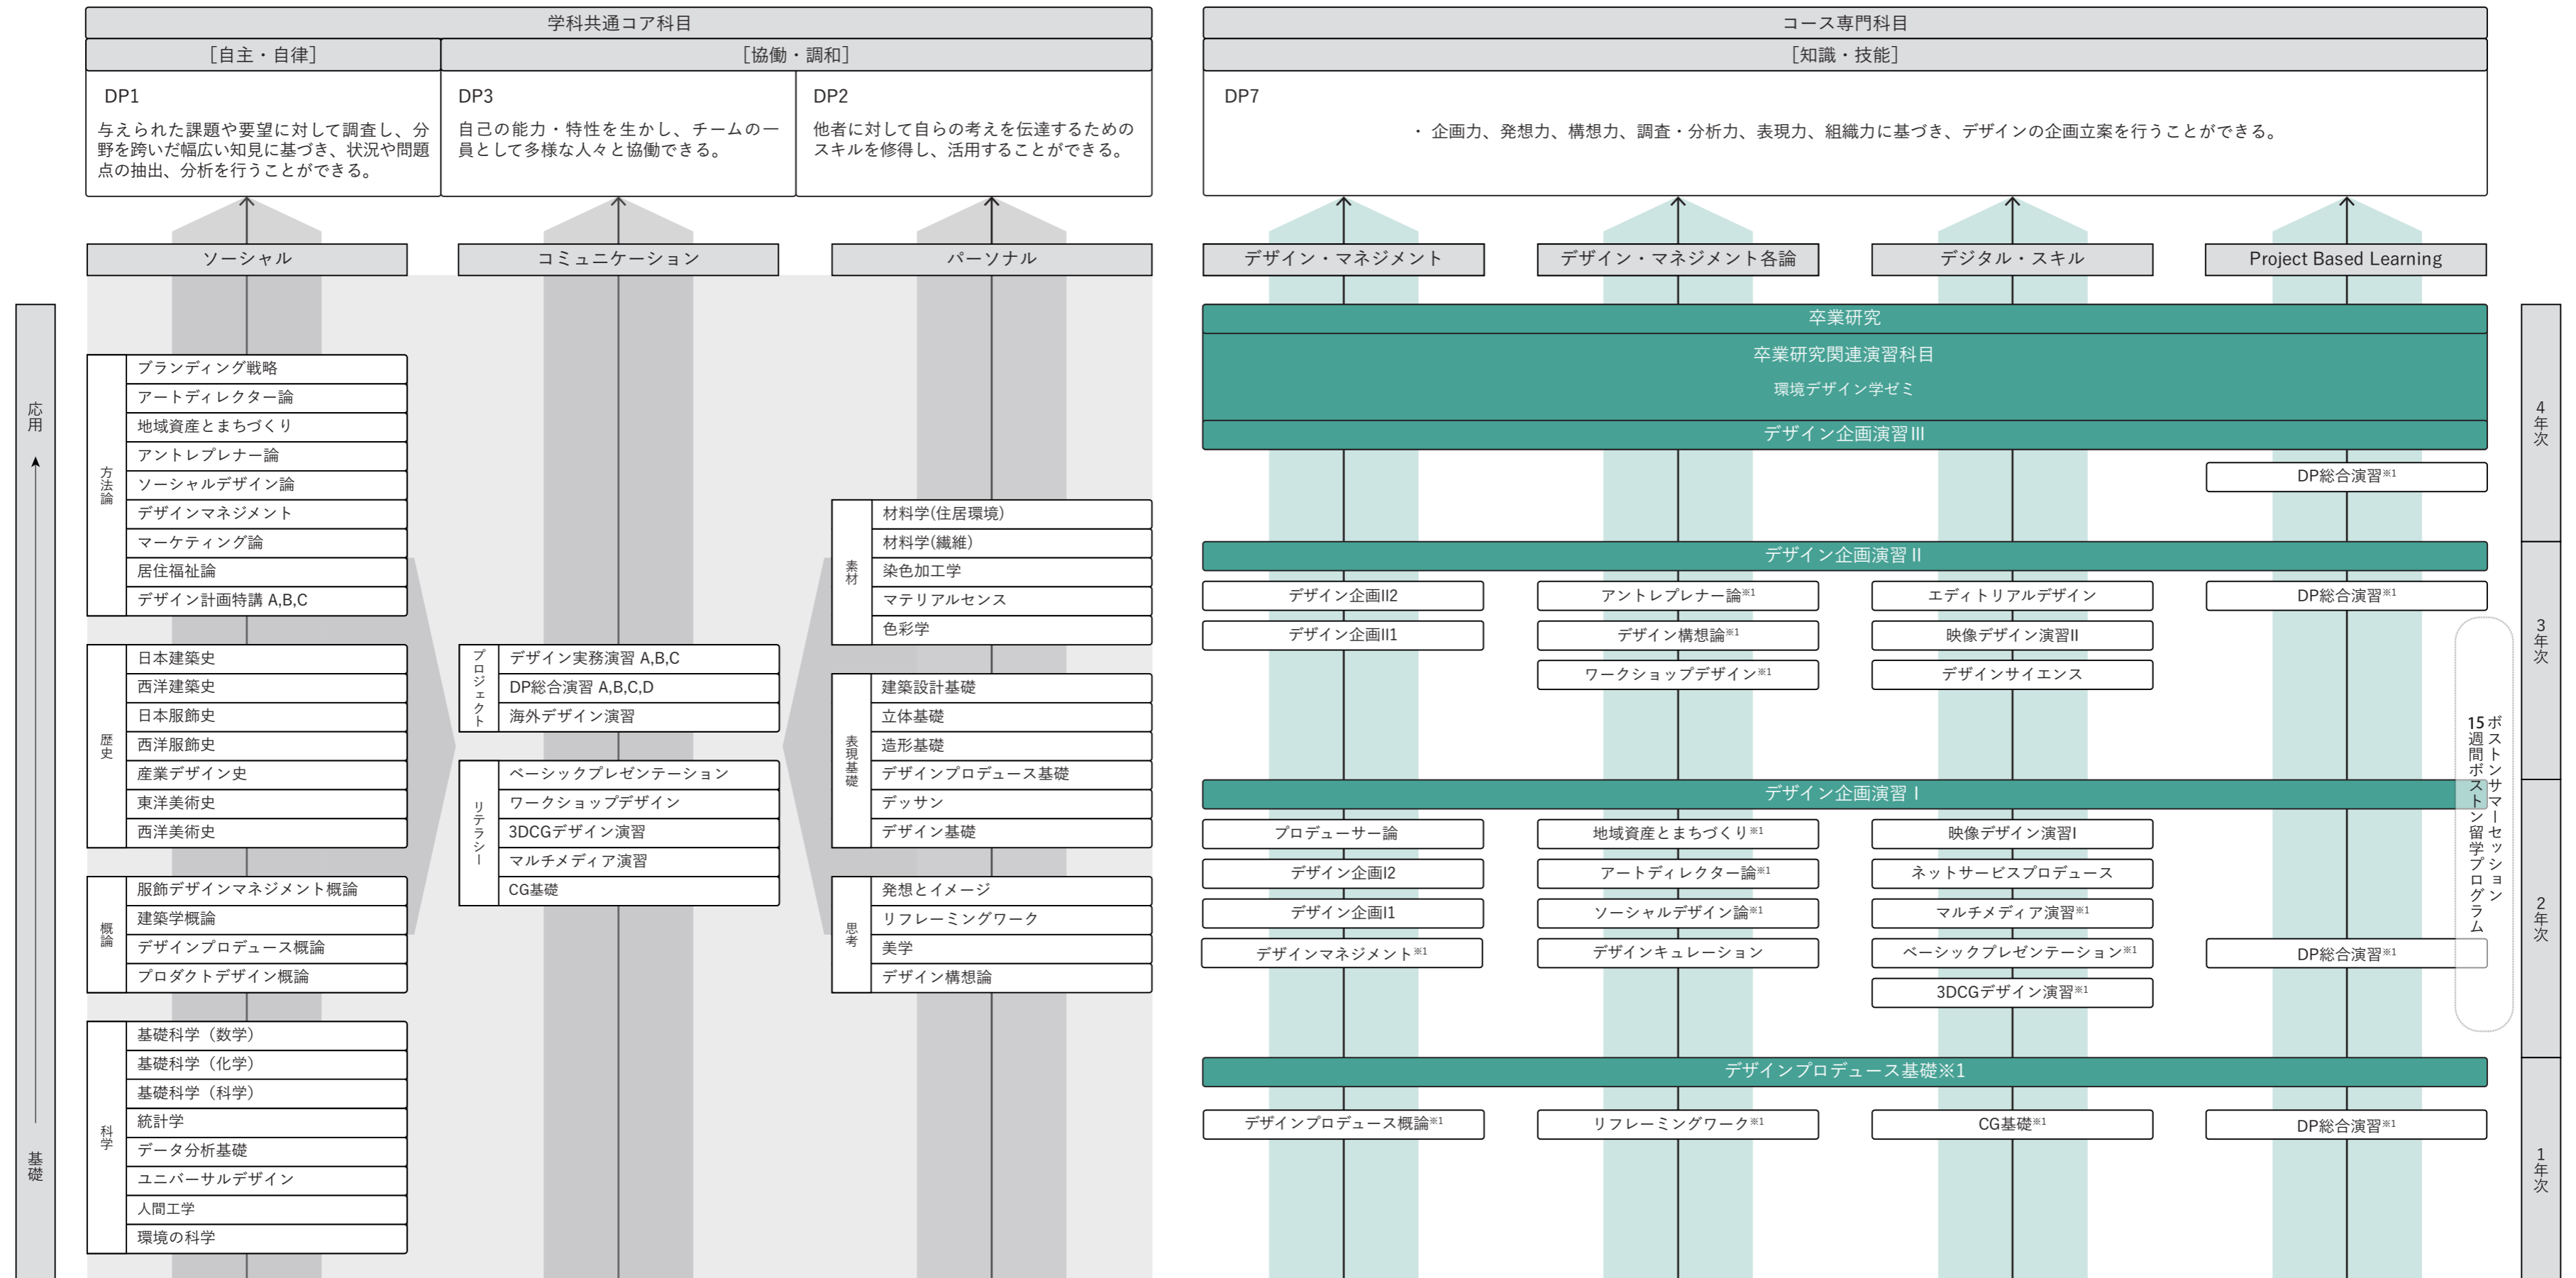 学科共通コア科目
[自主・自律]
[協働・調和]
DP1
与えられた課題や要望に対して調査し、分
野を跨いだ幅広い知見に基づき、状況や問題
点の抽出、分析を行うことができる。
DP3
自己の能力・特性を生かし、チームの一
員として多様な人々と協働できる。
DP2
他者に対して自らの考えを伝達するための
スキルを修得し、活用することができる。
コース専門科目
[知識・技能]
DP7
・ 企画力、発想力、構想力、調査・分析力、表現力、組織力に基づき、デザインの企画立案を行うことができる。
応用
基礎
ソーシャル
方法論
ブランディング戦略
アートディレクター論
地域資産とまちづくり
アントレプレナー論
ソーシャルデザイン論
デザインマネジメント
マーケティング論
居住福祉論
デザイン計画特講 A,B,C
歴史
日本建築史
西洋建築史
日本服飾史
西洋服飾史
産業デザイン史
東洋美術史
西洋美術史
概論
服飾デザインマネジメント概論
建築学概論
デザインプロデュース概論
プロダクトデザイン概論
科学
基礎科学（数学）
基礎科学（化学）
基礎科学（科学）
統計学
データ分析基礎
ユニバーサルデザイン
人間工学
環境の科学
コミュニケーション
プロジェクト
デザイン実務演習 A,B,C
DP総合演習 A,B,C,D
海外デザイン演習
リテラシー
ベーシックプレゼンテーション
ワークショップデザイン
3DCGデザイン演習
マルチメディア演習
CG基礎
パーソナル
素材
材料学(住居環境)
材料学(繊維)
染色加工学
マテリアルセンス
色彩学
表現基礎
建築設計基礎
立体基礎
造形基礎
デザインプロデュース基礎
デッサン
デザイン基礎
思考
発想とイメージ
リフレーミングワーク
美学
デザイン構想論
デザイン・マネジメント
デザイン・マネジメント各論
デジタル・スキル
Project Based Learning
卒業研究
卒業研究関連演習科目
環境デザイン学ゼミ
デザイン企画演習Ⅲ
DP総合演習※1
4年次
デザイン企画演習Ⅱ
デザイン企画II2
アントレプレナー論※1
エディトリアルデザイン
DP総合演習※1
デザイン企画II1
デザイン構想論※1
映像デザイン演習II
ワークショップデザイン※1
デザインサイエンス
3年次
ボストンサマーセッション
15週間ボストン留学プログラム
デザイン企画演習Ⅰ
プロデューサー論
地域資産とまちづくり※1
映像デザイン演習I
デザイン企画I2
アートディレクター論※1
ネットサービスプロデュース
デザイン企画I1
ソーシャルデザイン論※1
マルチメディア演習※1
デザインマネジメント※1
デザインキュレーション
ベーシックプレゼンテーション※1
DP総合演習※1
3DCGデザイン演習※1
2年次
デザインプロデュース基礎※1
デザインプロデュース概論※1
リフレーミングワーク※1
CG基礎※1
DP総合演習※1
1年次